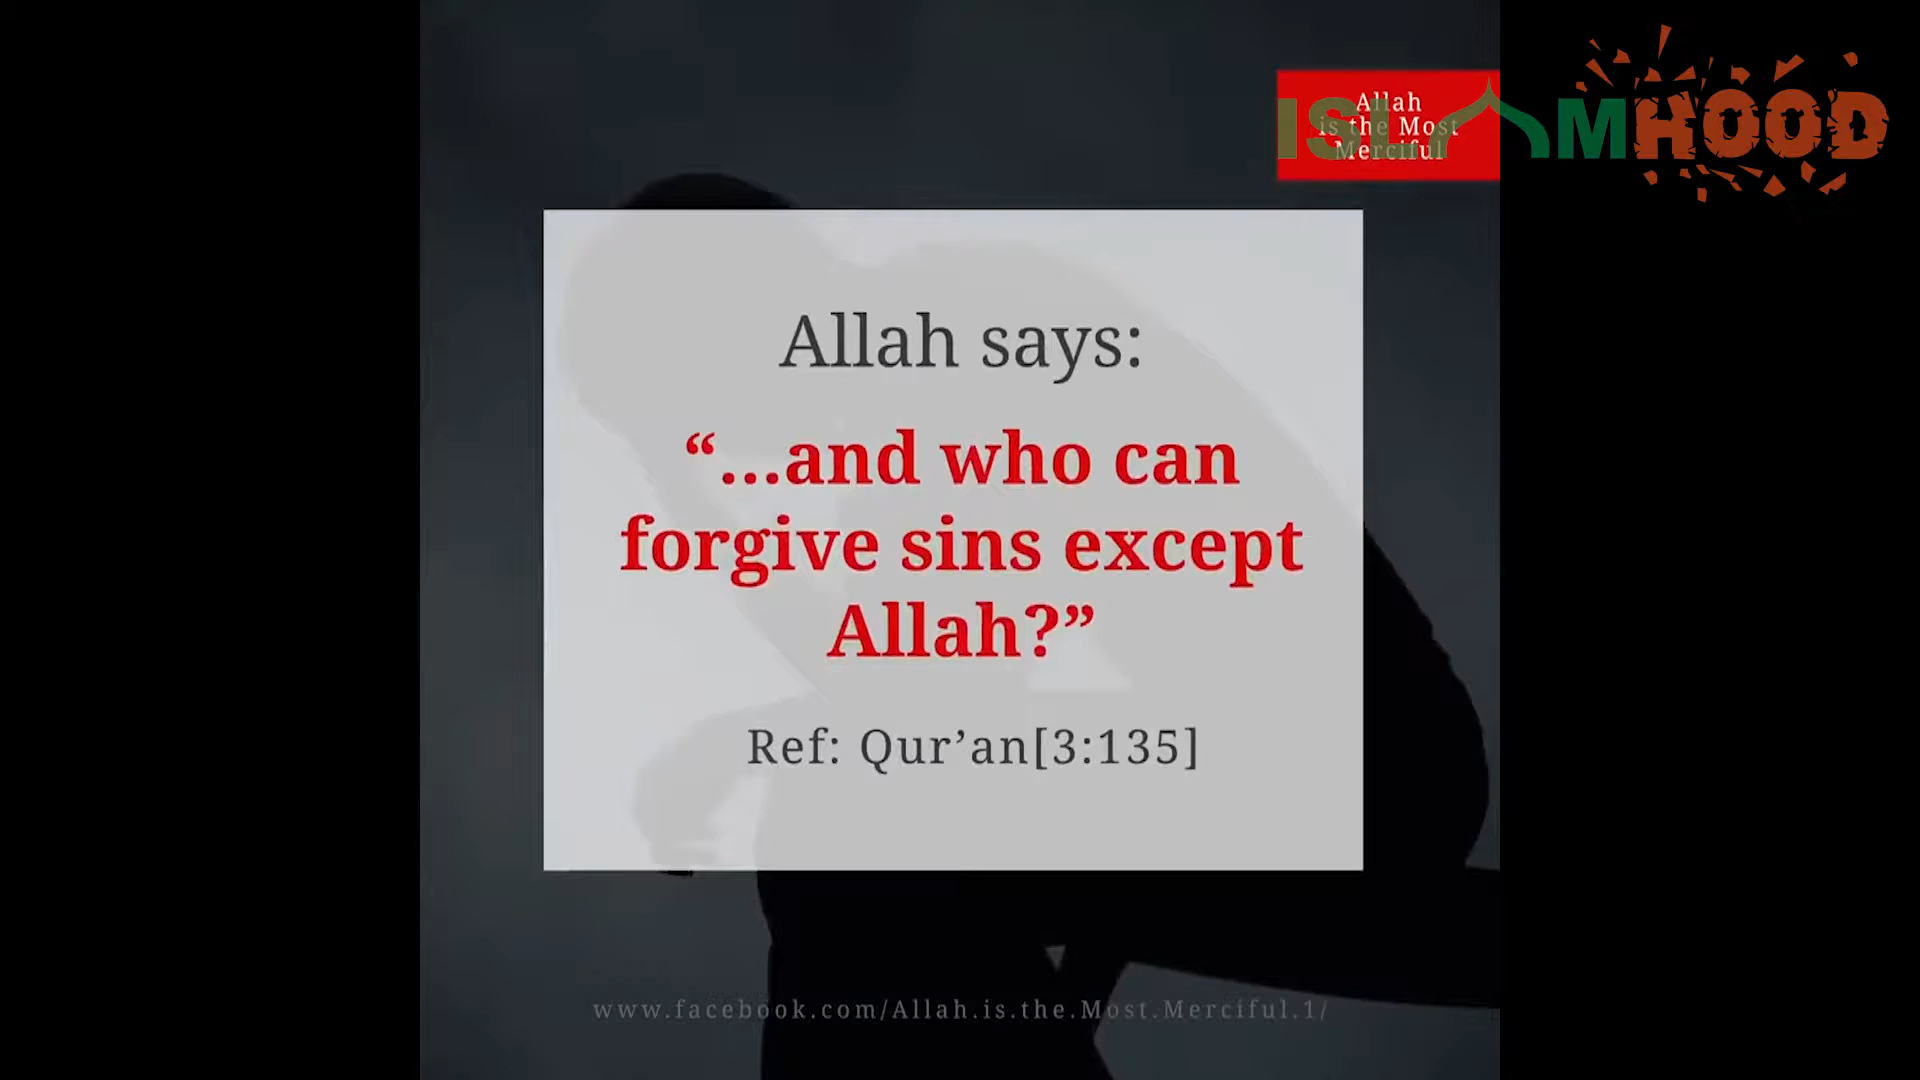 Allah
is the Most
Merciful
ISLAMHOOD
Allah says:
“...and who can
forgive sins except
Allah?”
Ref: Qur’an[3:135]
www.facebook.com/Allah.is.the.Most.Merciful.1/